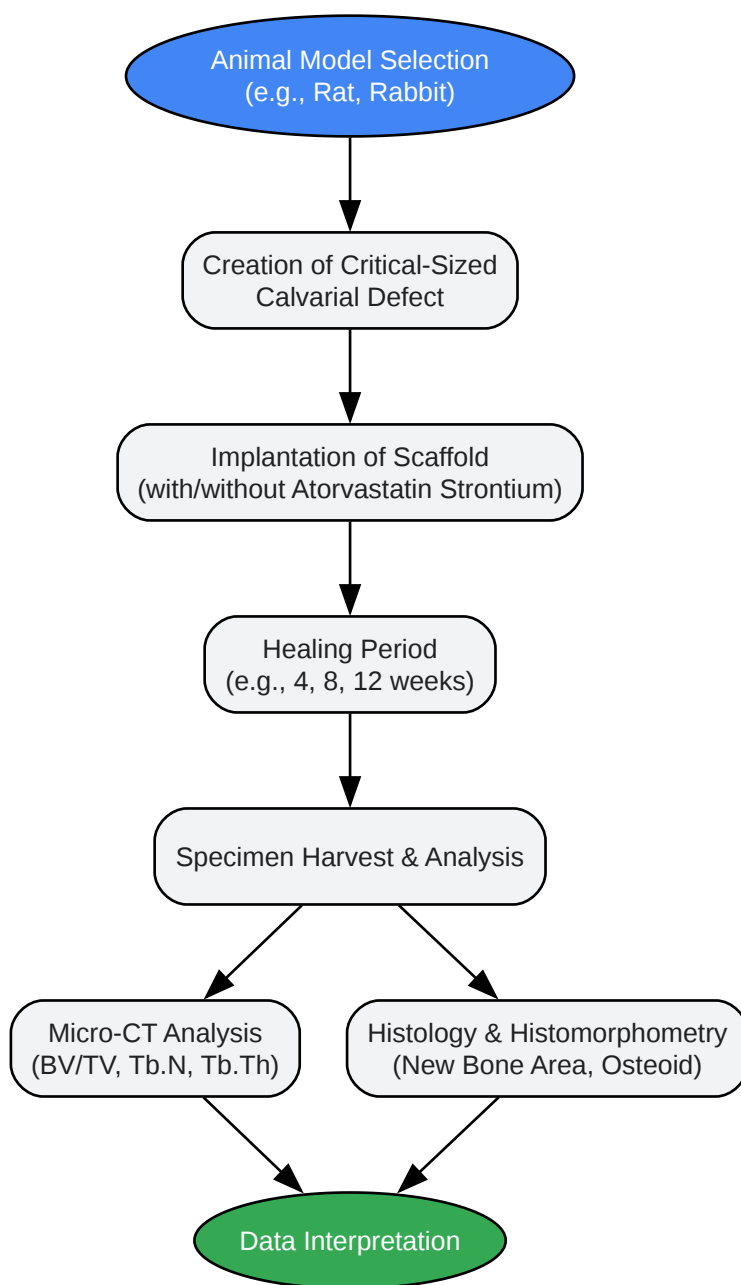 Animal Model Selection
(e.g., Rat, Rabbit)
Creation of Critical-Sized
Calvarial Defect
Implantation of Scaffold
(with/without Atorvastatin Strontium)
Healing Period
(e.g., 4, 8, 12 weeks)
Specimen Harvest & Analysis
Micro-CT Analysis
(BV/TV, Tb.N, Tb.Th)
Histology & Histomorphometry
(New Bone Area, Osteoid)
Data Interpretation